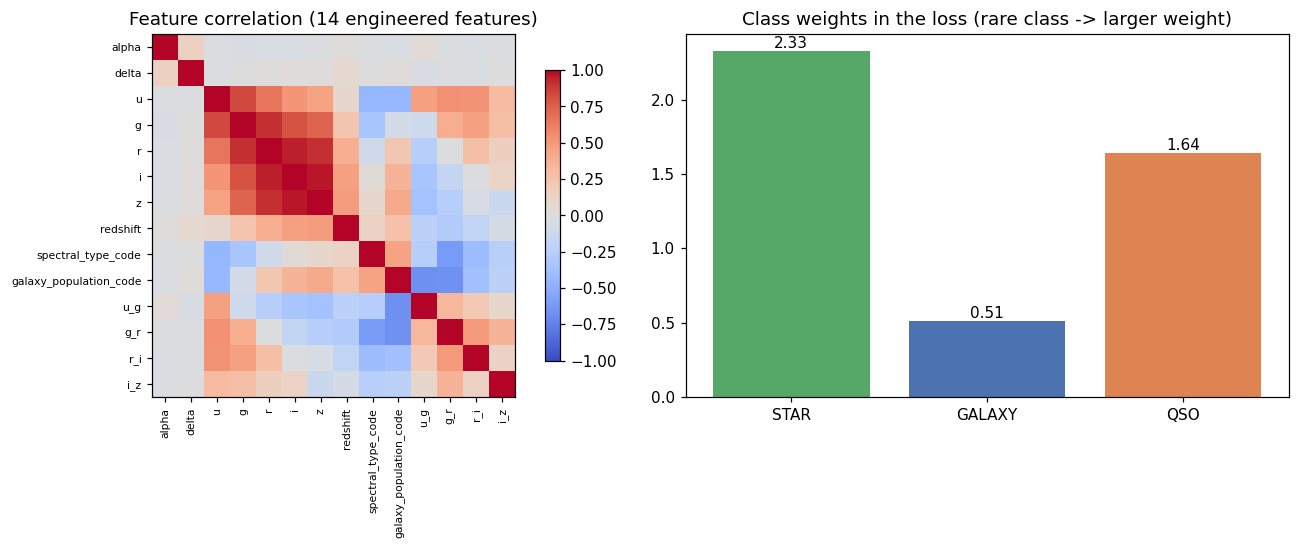 Feature correlation (14 engineered features)
alpha
delta
u
g
r
i
z
redshift
spectral_type_code
galaxy_population_code
u_g
g_r
r_i
i_z
alpha
delta
u
g
r
i
z
redshift
spectral_type_code
galaxy_population_code
u_g
g_r
r_i
i_z
1.00
0.75
0.50
0.25
0.00
−0.25
−0.50
−0.75
−1.00
Class weights in the loss (rare class -> larger weight)
2.33
0.51
1.64
2.0
1.5
1.0
0.5
0.0
STAR
GALAXY
QSO